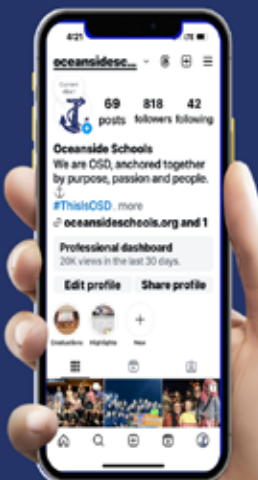 4:21
LTE
oceansidesc...
69 818 42
posts followers following
Oceanside Schools
We are OSD, anchored together
by purpose, passion and people.
#ThisIsOSD. more
oceansideschools.org and 1
Professional dashboard
20K views in the last 30 days.
Edit profile Share profile
Graduations Highlights New